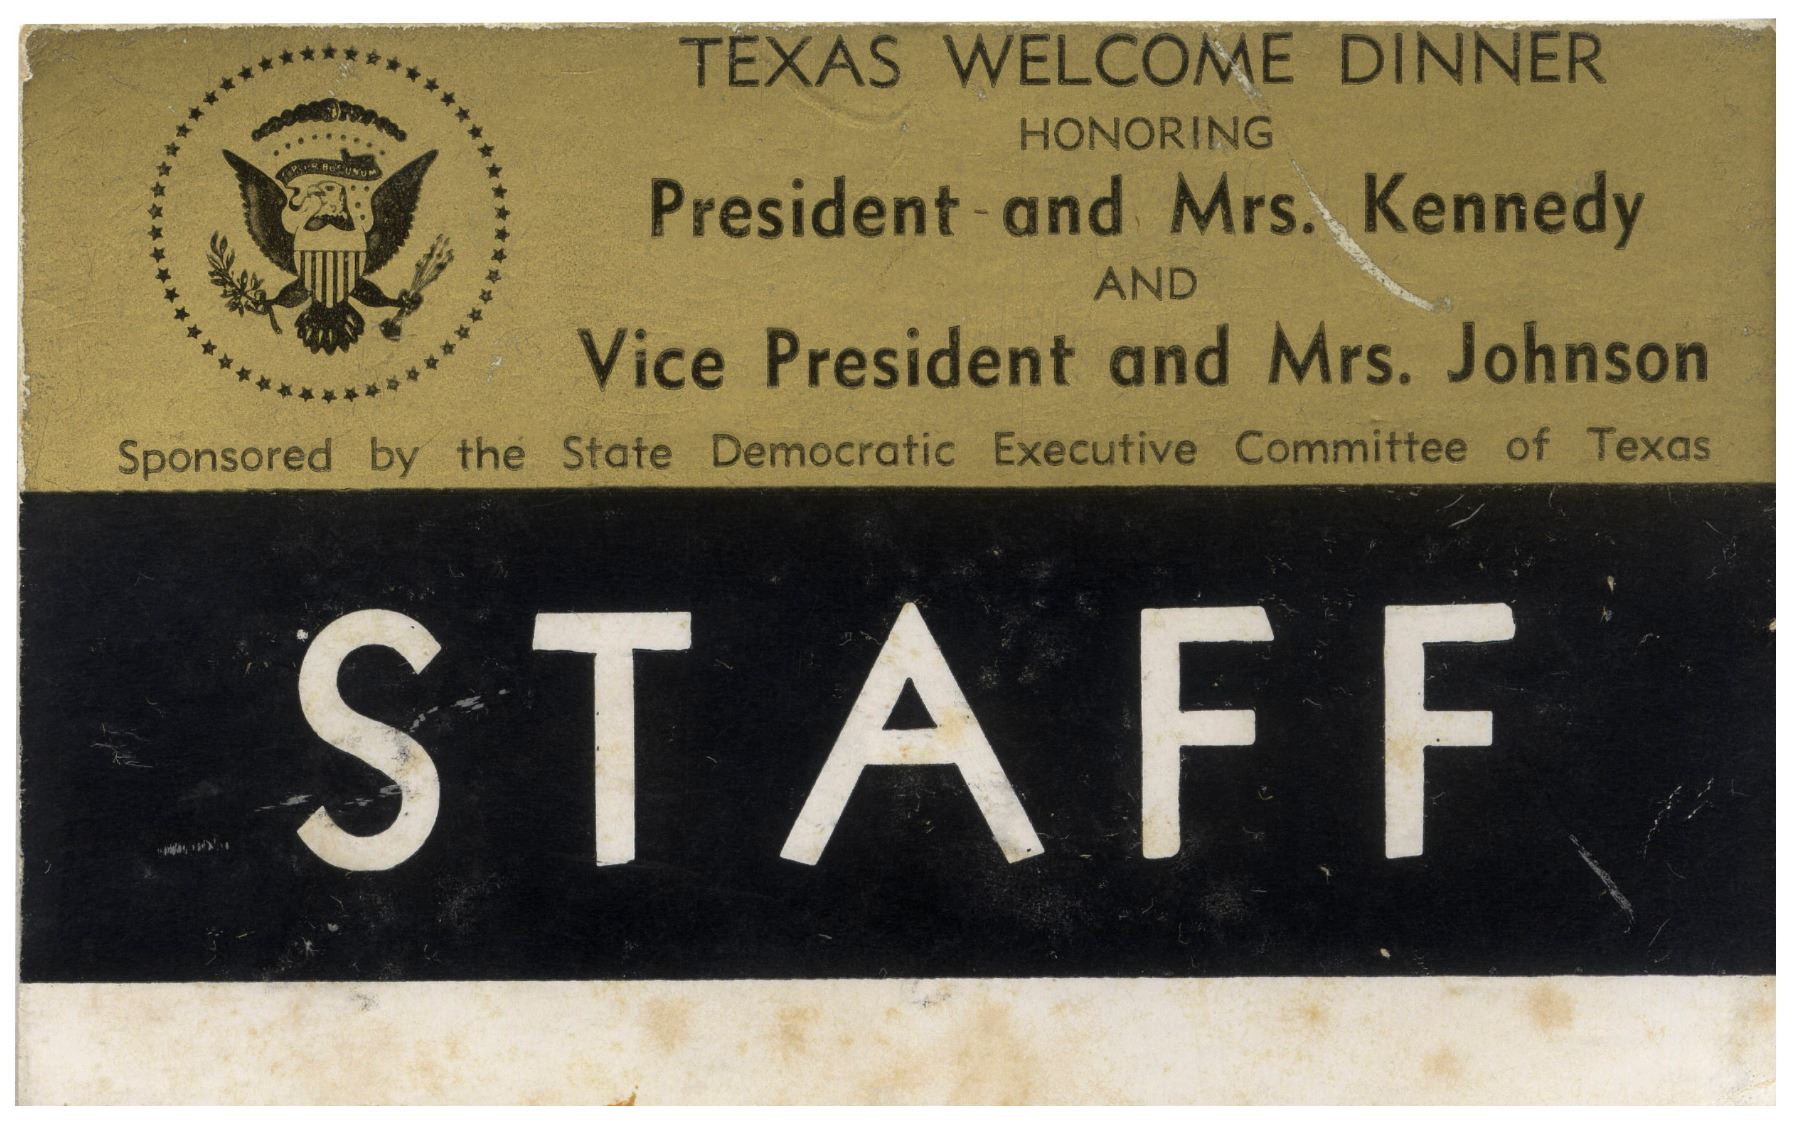 TEXAS WELCOME DINNER
HONORING
President and Mrs. Kennedy
AND
Vice President and Mrs. Johnson
Sponsored by the State Democratic Executive Committee of Texas
STAFF